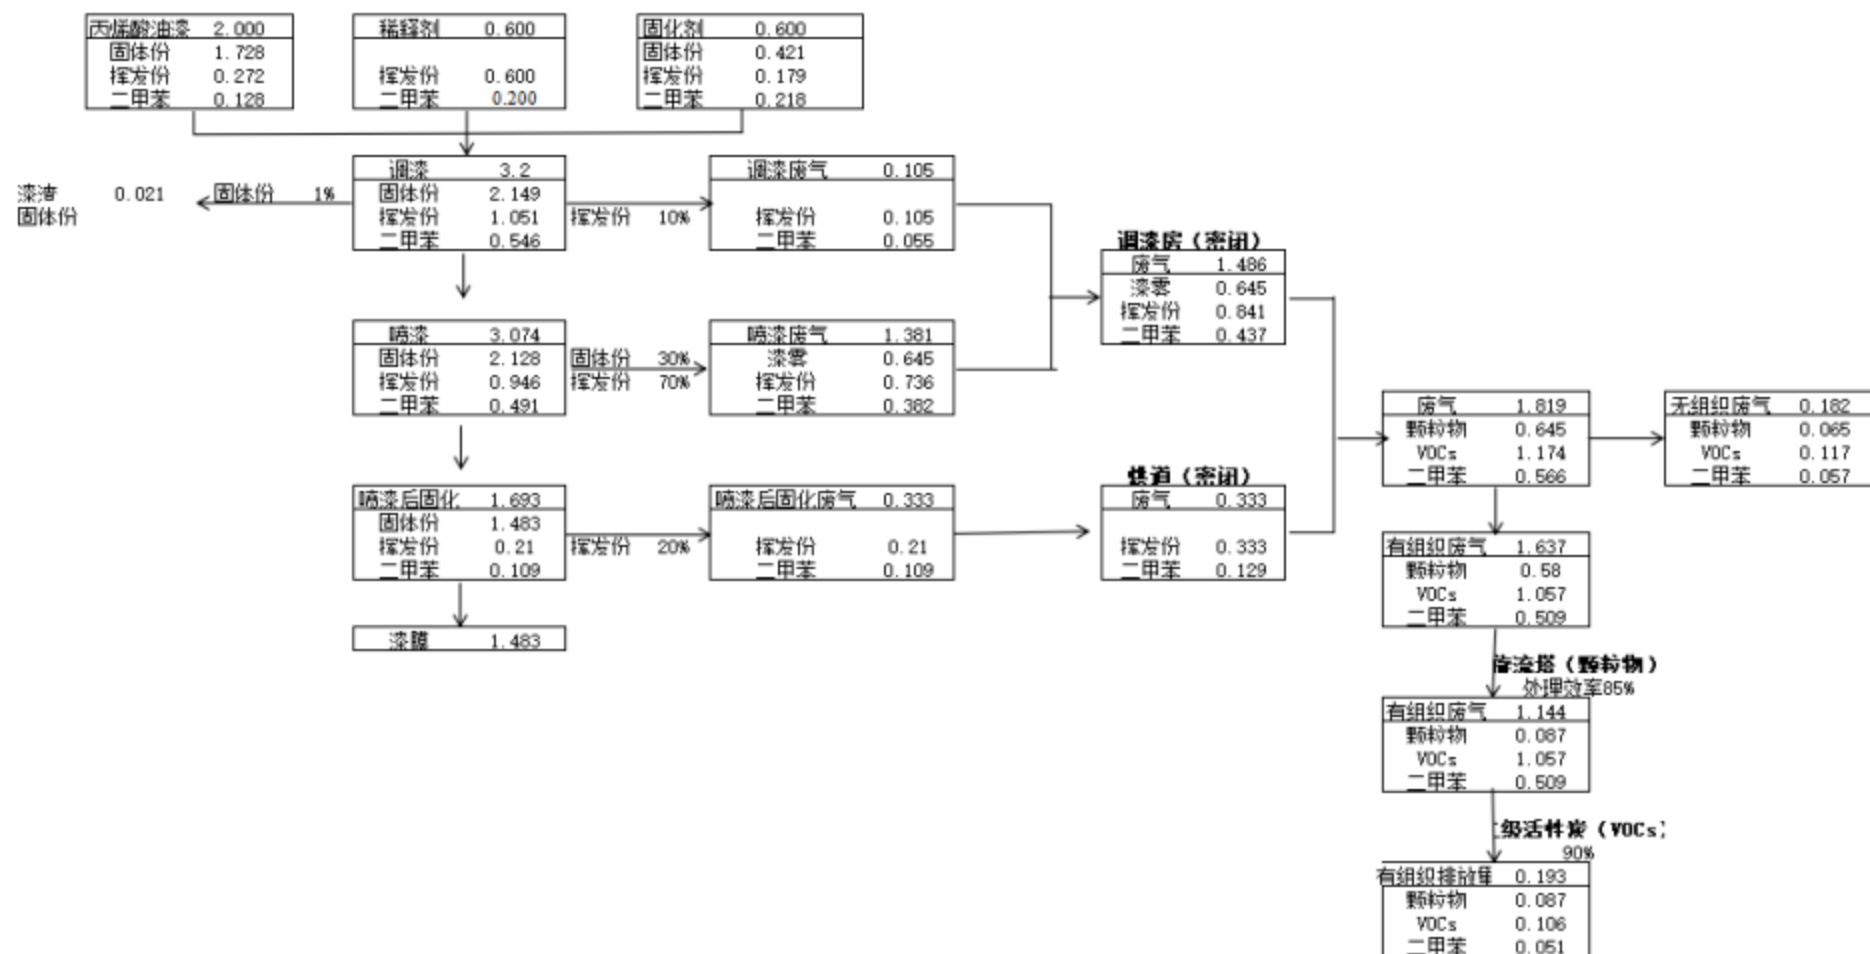 丙烯酸油漆 2.000
固体份 1.728
挥发份 0.272
二甲苯 0.128
稀释剂 0.600
挥发份 0.600
二甲苯 0.200
固化剂 0.600
固体份 0.421
挥发份 0.179
二甲苯 0.218
漆渣 0.021
固体份
固体份 1%
调漆 3.2
固体份 2.149
挥发份 1.051
二甲苯 0.546
挥发份 10%
调漆废气 0.105
挥发份 0.105
二甲苯 0.055
调漆房（密闭）
废气 1.486
漆雾 0.645
挥发份 0.841
二甲苯 0.437
喷漆 3.074
固体份 2.128
挥发份 0.946
二甲苯 0.491
固体份 30%
挥发份 70%
喷漆废气 1.381
漆雾 0.645
挥发份 0.736
二甲苯 0.382
废气 1.819
颗粒物 0.645
VOCs 1.174
二甲苯 0.566
无组织废气 0.182
颗粒物 0.065
VOCs 0.117
二甲苯 0.057
喷漆后固化 1.693
固体份 1.483
挥发份 0.21
二甲苯 0.109
挥发份 20%
喷漆后固化废气 0.333
挥发份 0.21
二甲苯 0.109
烘道（密闭）
废气 0.333
挥发份 0.333
二甲苯 0.129
有组织废气 1.637
颗粒物 0.58
VOCs 1.057
二甲苯 0.509
漆膜 1.483
旋流塔（颗粒物）
处理效率85%
有组织废气 1.144
颗粒物 0.087
VOCs 1.057
二甲苯 0.509
级活性炭（VOCs）
90%
有组织排放量 0.193
颗粒物 0.087
VOCs 0.106
二甲苯 0.051